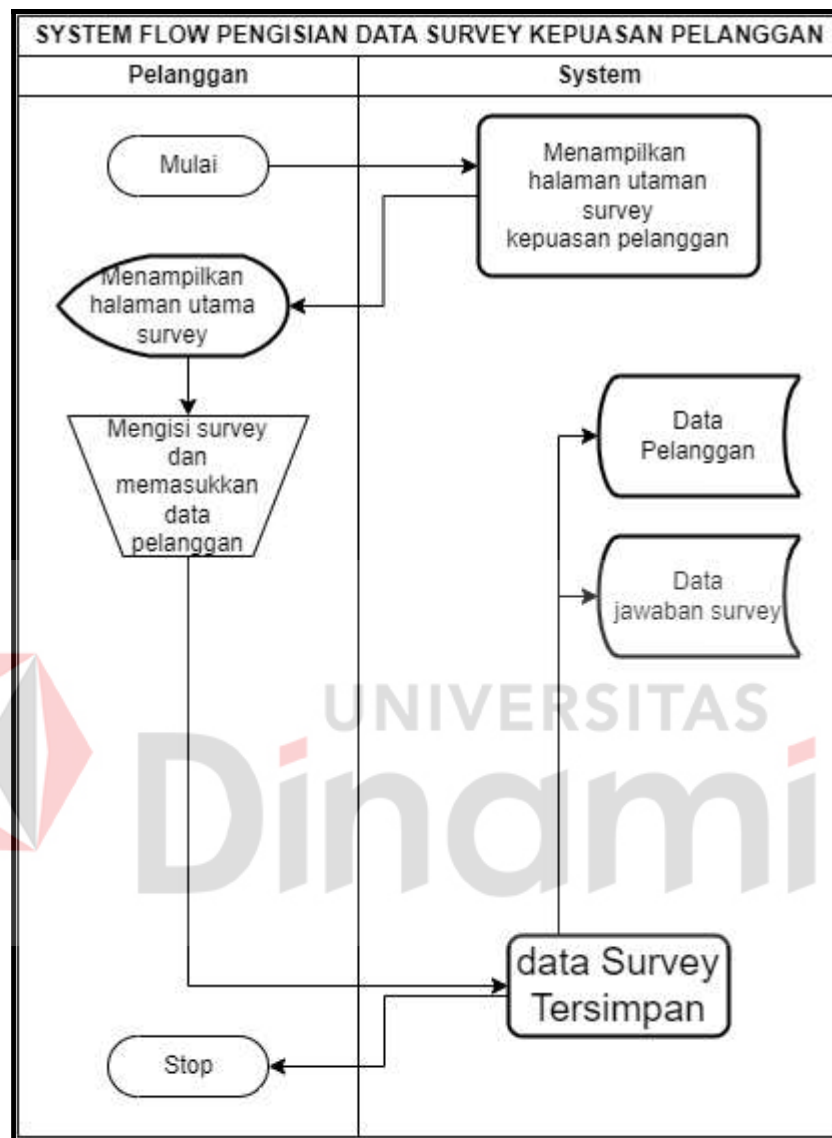 SYSTEM FLOW PENGISIAN DATA SURVEY KEPUASAN PELANGGAN
Pelanggan
System
Mulai
Menampilkan
halaman utaman
survey
kepuasan pelanggan
Menampilkan
halaman utama
survey
Mengisi survey
dan
memasukkan
data
pelanggan
Data
Pelanggan
Data
jawaban survey
UNIVERSITAS
Dinami
data Survey
Tersimpan
Stop